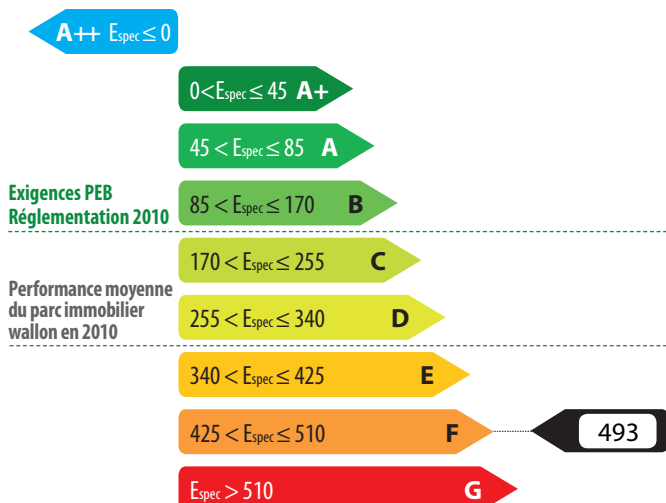 A++ Espec ≤ 0
0 < Espec ≤ 45 A+
45 < Espec ≤ 85 A
Exigences PEB
Réglementation 2010
85 < Espec ≤ 170 B
170 < Espec ≤ 255 C
Performance moyenne
du parc immobilier
wallon en 2010
255 < Espec ≤ 340 D
340 < Espec ≤ 425 E
425 < Espec ≤ 510 F
493
Espec > 510 G